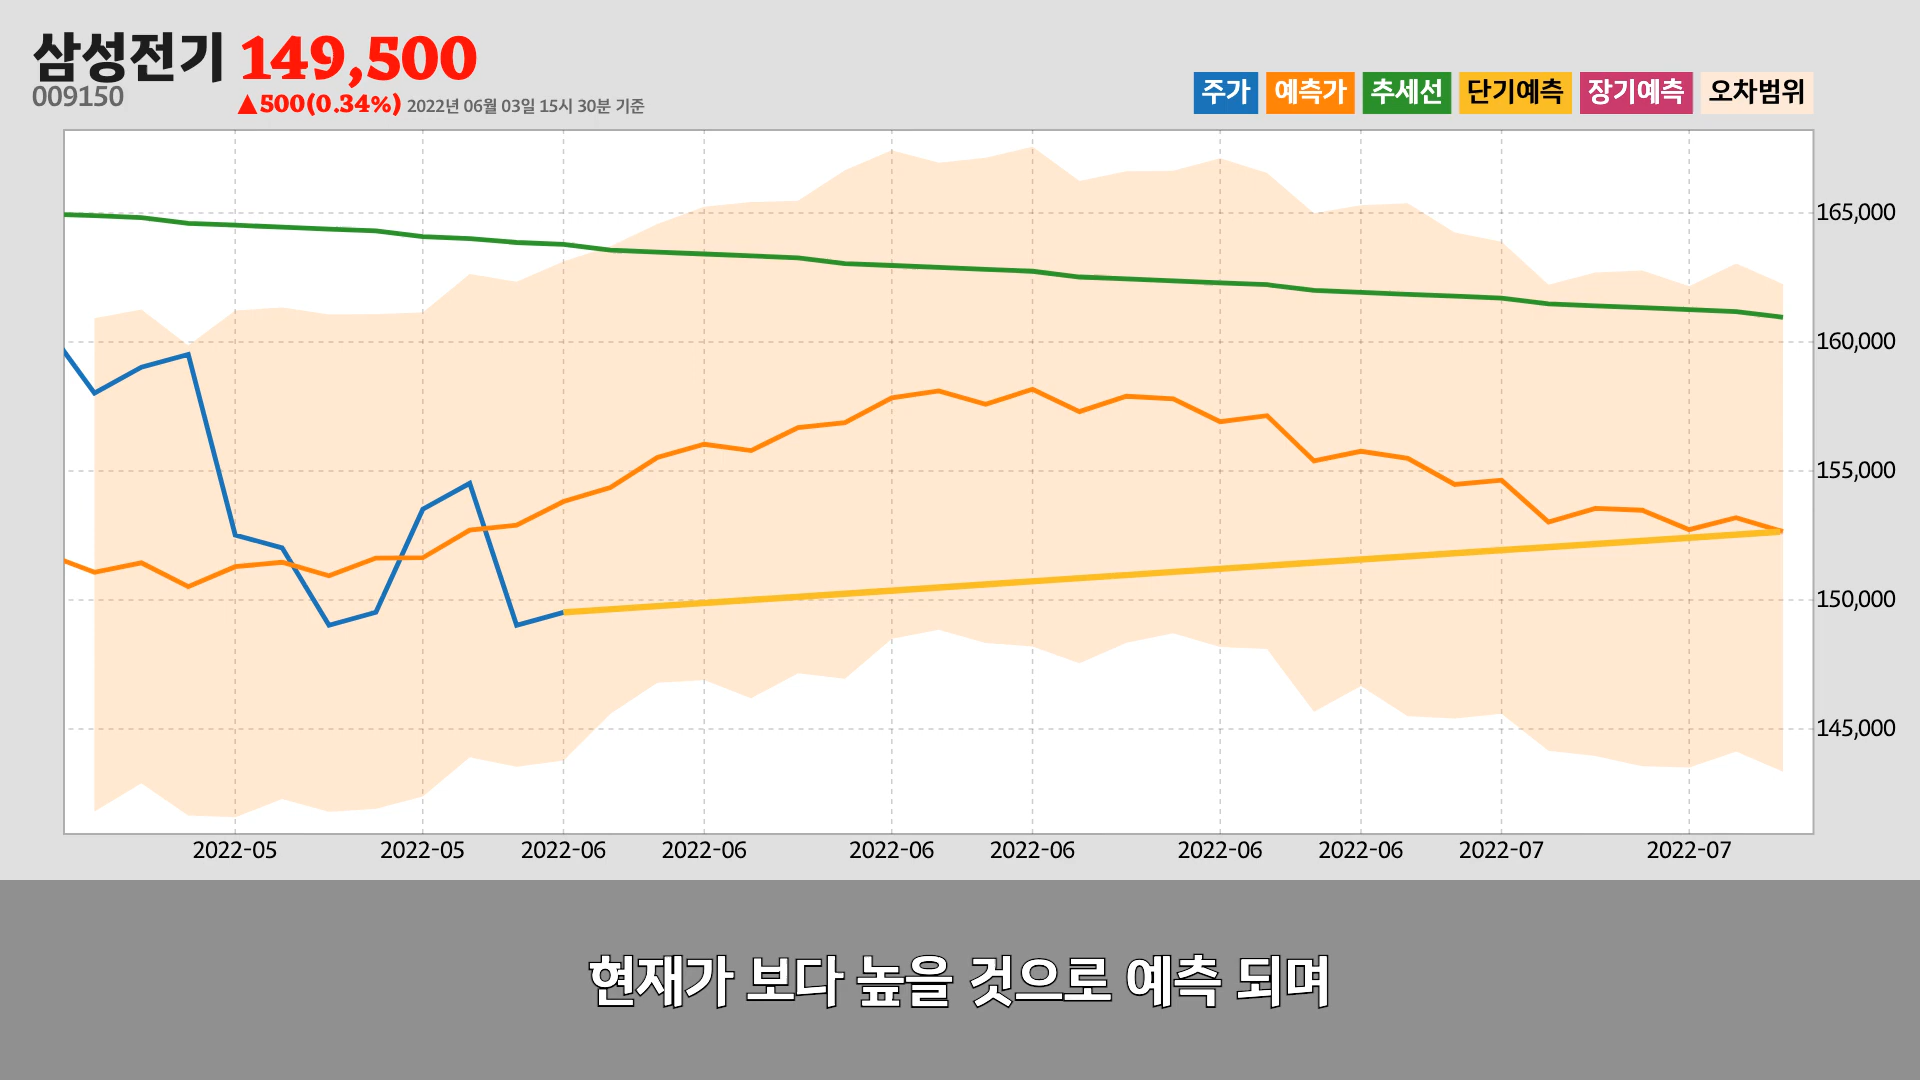 삼성전기 149,500
009150
▲500(0.34%) 2022년 06월 03일 15시 30분 기준
주가 예측가 추세선 단기예측 장기예측 오차범위
165,000
160,000
155,000
150,000
145,000
2022-05 2022-05 2022-06 2022-06 2022-06 2022-06 2022-06 2022-06 2022-07 2022-07
현재가 보다 높을 것으로 예측 되며